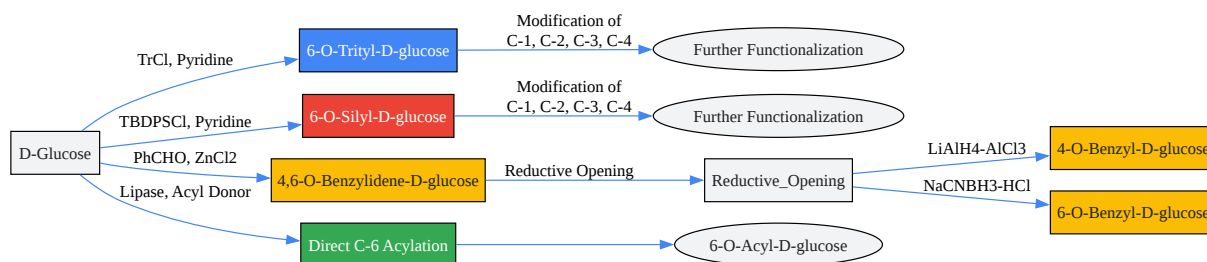 Modification of
C-1, C-2, C-3, C-4
TrCl, Pyridine
6-O-Trityl-D-glucose
Further Functionalization
Modification of
C-1, C-2, C-3, C-4
TBDPSCl, Pyridine
6-O-Silyl-D-glucose
Further Functionalization
D-Glucose
PhCHO, ZnCl2
4,6-O-Benzylidene-D-glucose
Reductive Opening
Reductive_Opening
LiAlH4-AlCl3
4-O-Benzyl-D-glucose
NaCNBH3-HCl
6-O-Benzyl-D-glucose
Lipase, Acyl Donor
Direct C-6 Acylation
6-O-Acyl-D-glucose